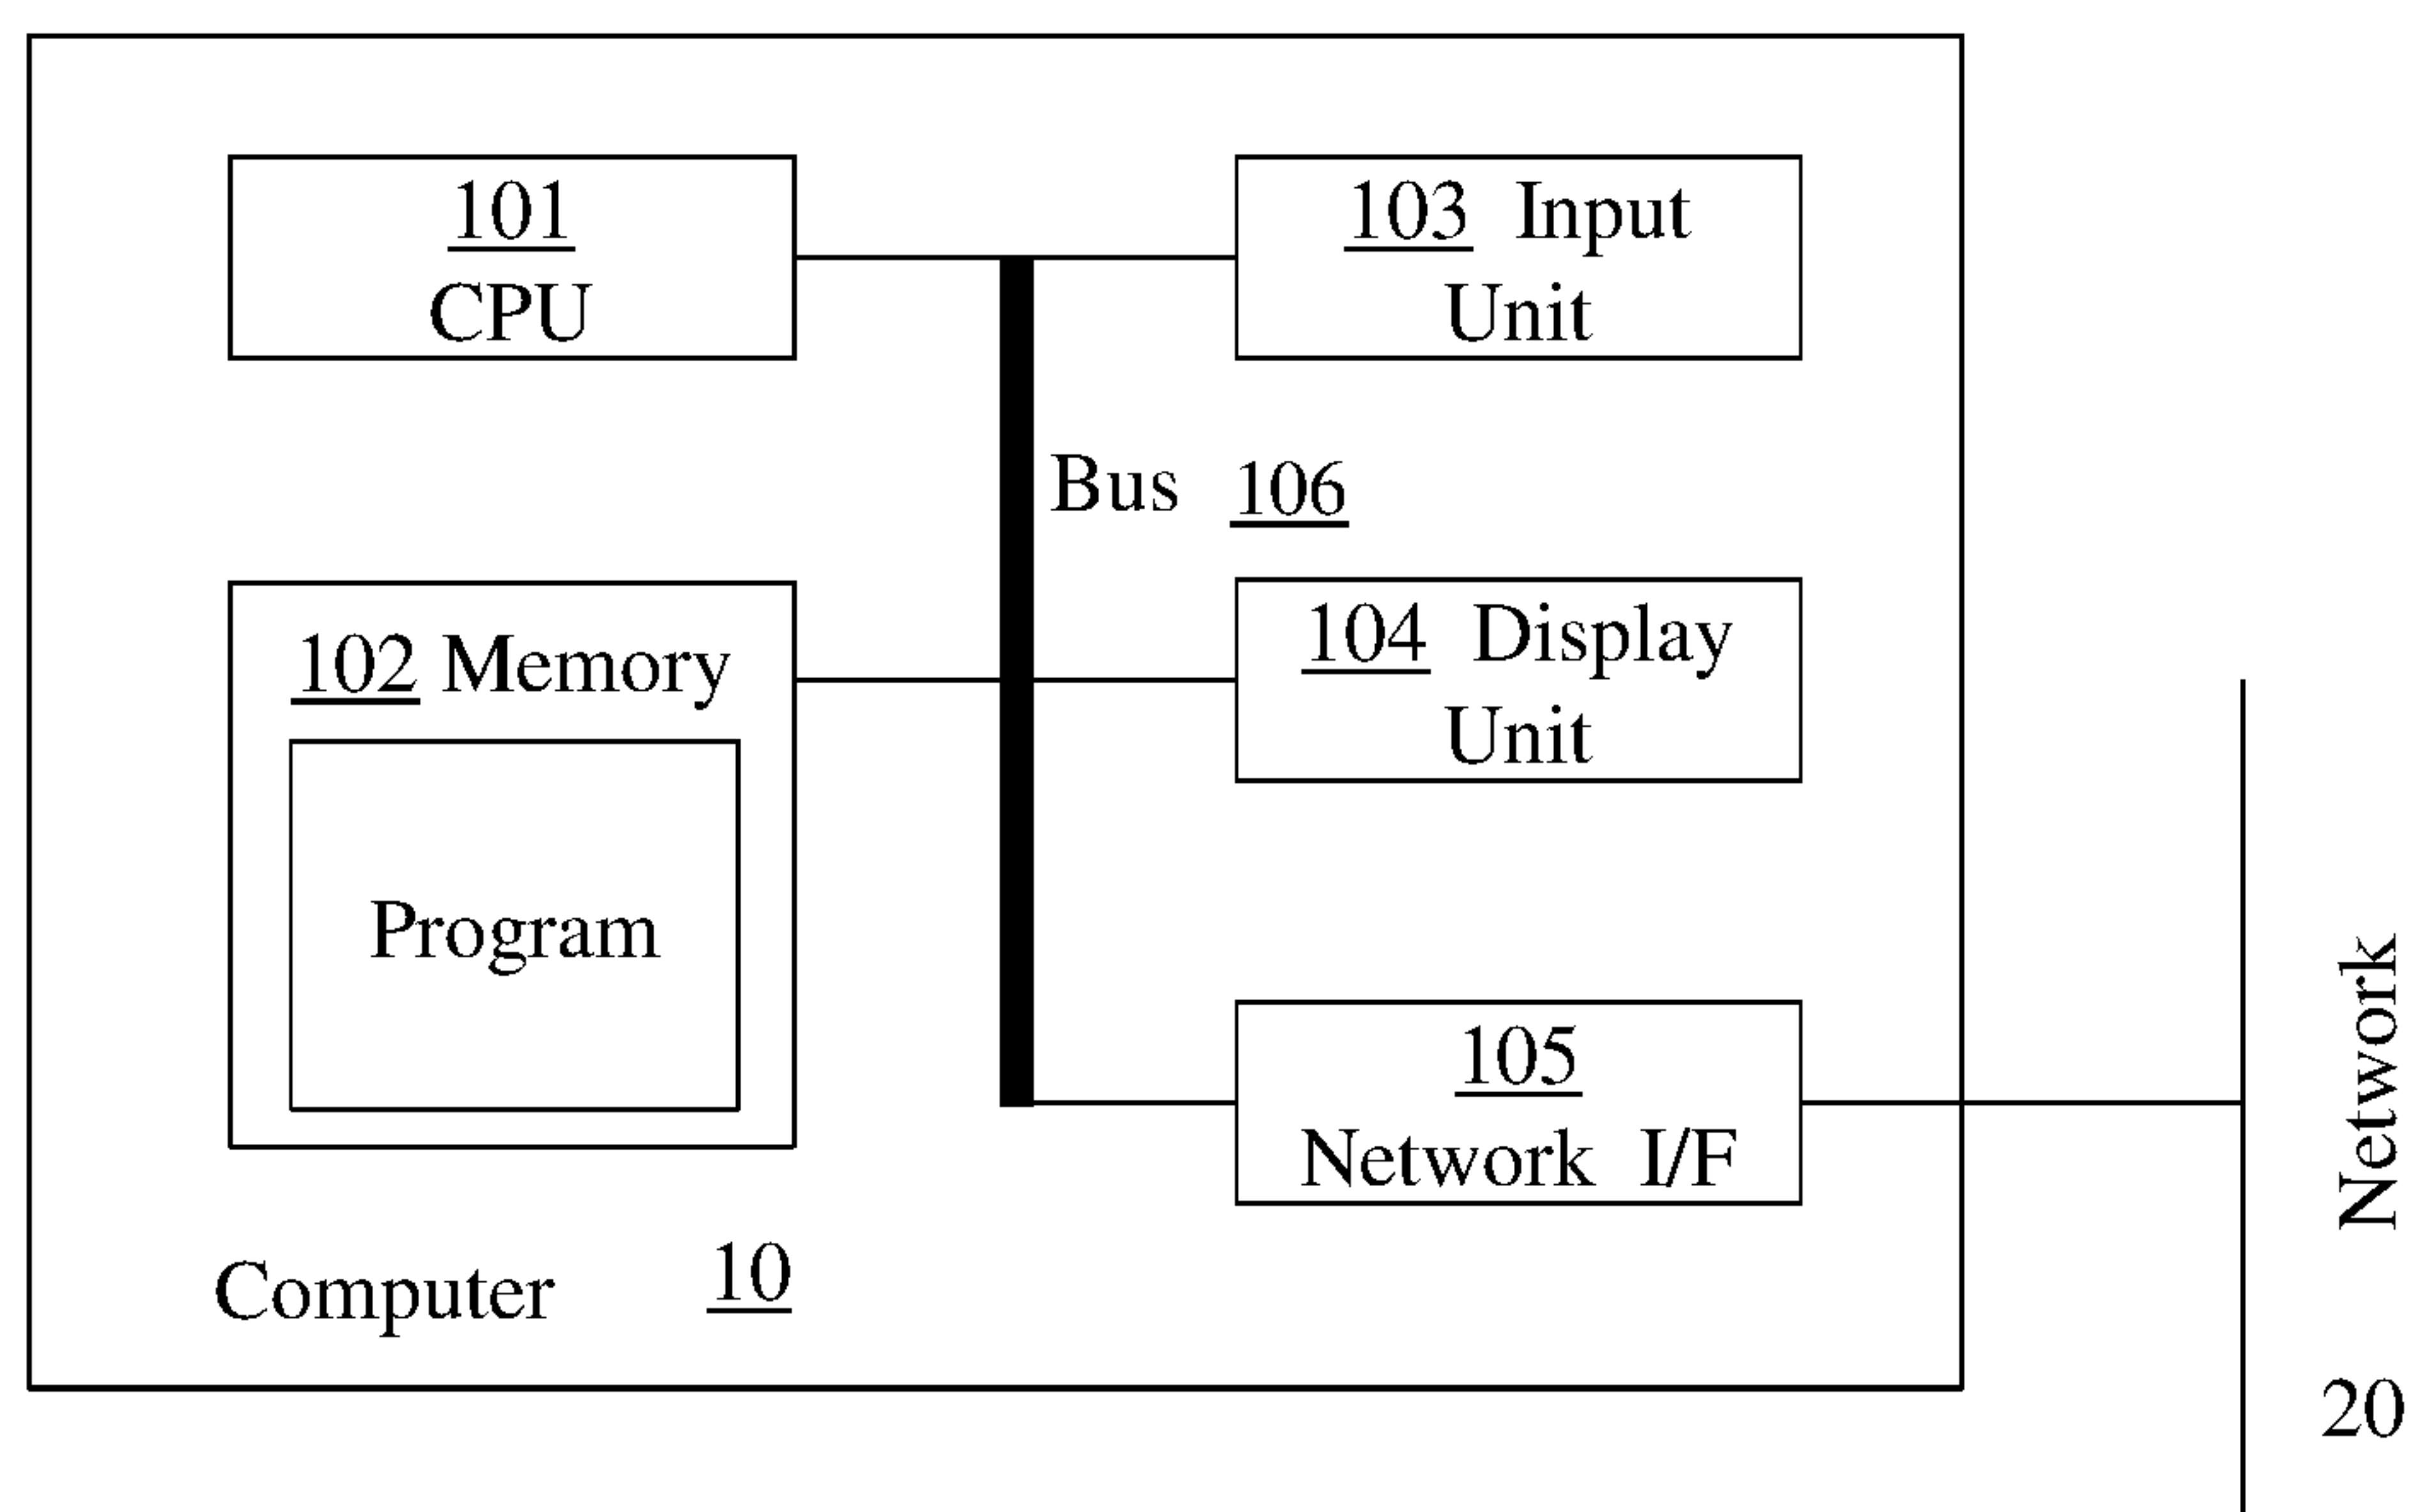 101
CPU
103 Input
Unit
Bus 106
102 Memory
104 Display
Unit
Program
105
Network I/F
Computer 10
Network
20